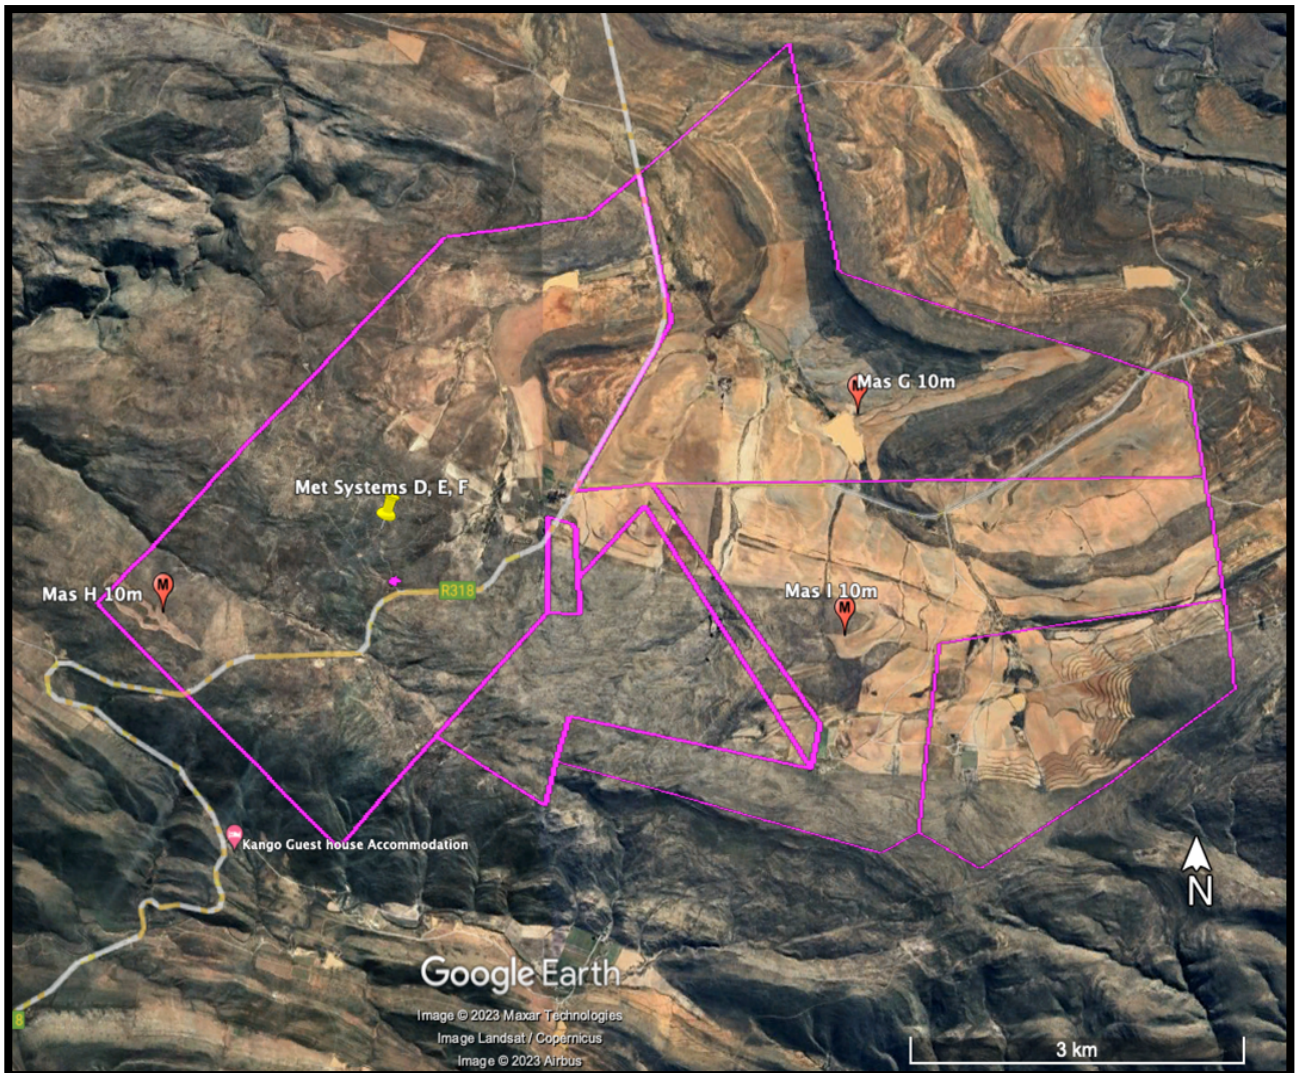 Mas G 10m
Met Systems D, E, F
Mas H 10m
M
R318
Mas I 10m
M
Kango Guest house Accommodation
N
Google Earth
Image © 2023 Maxar Technologies
Image Landsat / Copernicus
Image © 2023 Airbus
3 km
8